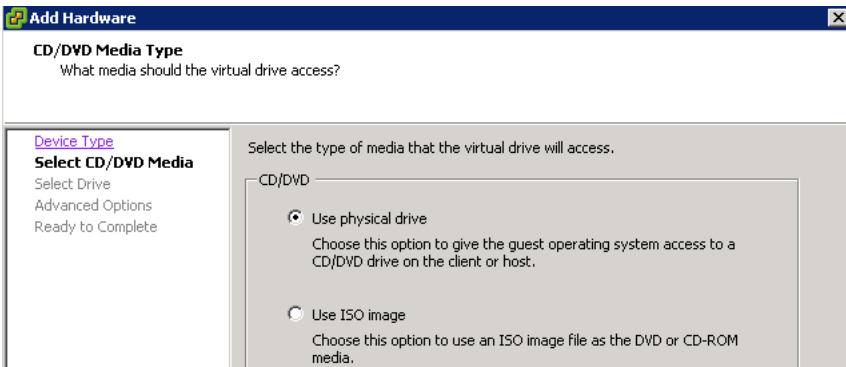 Add Hardware
CD/DVD Media Type
What media should the virtual drive access?
Device Type
Select CD/DVD Media
Select Drive
Advanced Options
Ready to Complete
Select the type of media that the virtual drive will access.
CD/DVD
Use physical drive
Choose this option to give the guest operating system access to a
CD/DVD drive on the client or host.
Use ISO image
Choose this option to use an ISO image file as the DVD or CD-ROM
media.